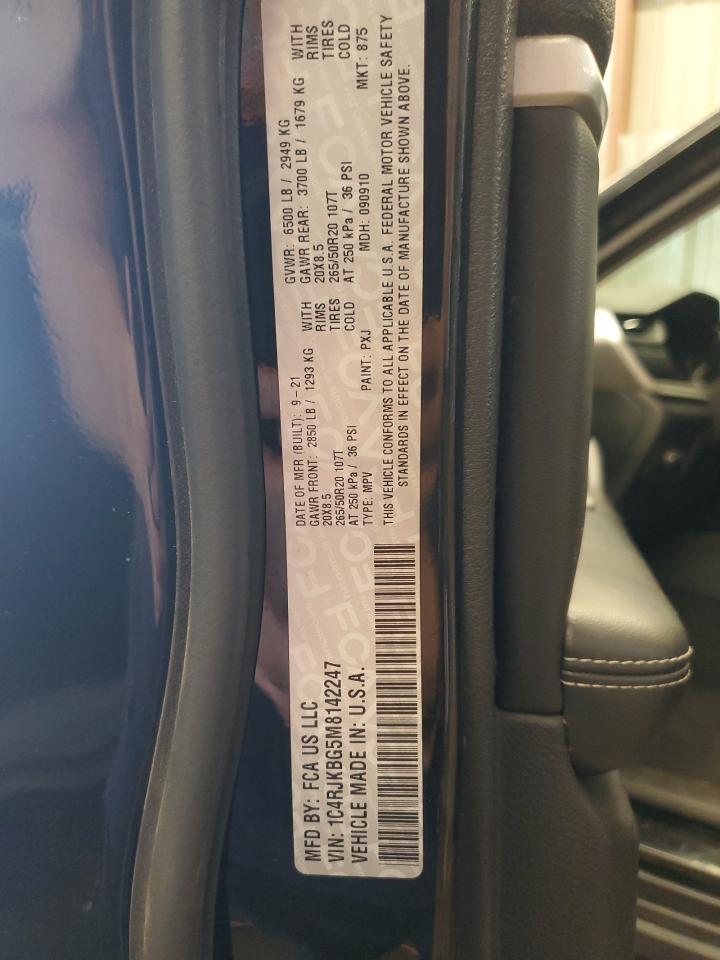 MFD BY: FCA US LLC
VIN: 1C4RJKBG5M8142247
VEHICLE MADE IN: U.S.A.
DATE OF MFR (BUILT): 9-21
GAWR FRONT: 2850 LB / 1293 KG WITH
20X8.5 RIMS
265/50R20 107T TIRES
AT 250 kPa / 36 PSI COLD
TYPE: MPV PAINT: PXJ
GVWR: 6500 LB / 2949 KG
GAWR REAR: 3700 LB / 1679 KG WITH
20X8.5 RIMS
265/50R20 107T TIRES
AT 250 kPa / 36 PSI COLD
MDH: 090910 MKT: 875
THIS VEHICLE CONFORMS TO ALL APPLICABLE U.S.A. FEDERAL MOTOR VEHICLE SAFETY
STANDARDS IN EFFECT ON THE DATE OF MANUFACTURE SHOWN ABOVE.